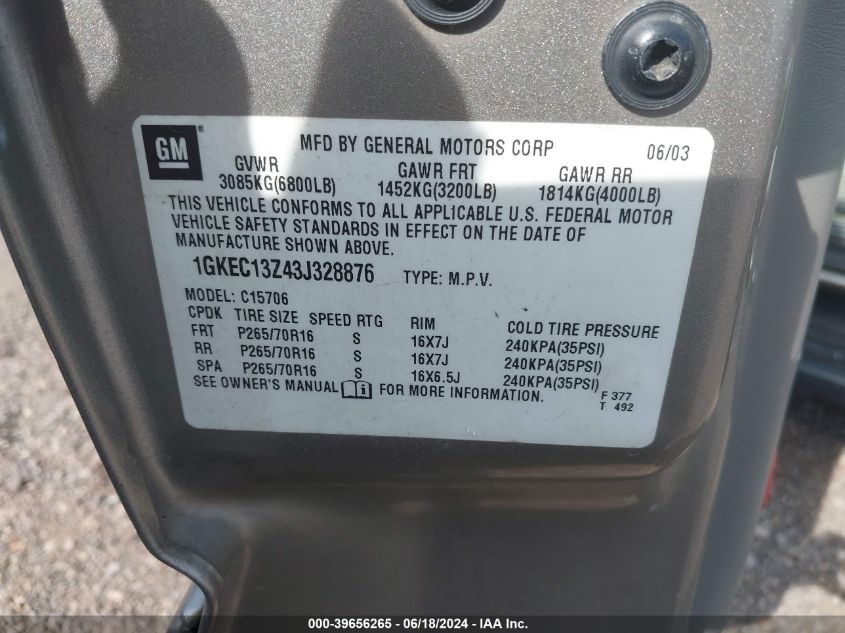 GM ® MFD BY GENERAL MOTORS CORP 06/03
GVWR GAWR FRT GAWR RR
3085KG(6800LB) 1452KG(3200LB) 1814KG(4000LB)
THIS VEHICLE CONFORMS TO ALL APPLICABLE U.S. FEDERAL MOTOR
VEHICLE SAFETY STANDARDS IN EFFECT ON THE DATE OF
MANUFACTURE SHOWN ABOVE.
1GKEC13Z43J328876 TYPE: M.P.V.
MODEL: C15706
CPDK TIRE SIZE SPEED RTG RIM COLD TIRE PRESSURE
FRT P265/70R16 S 16X7J 240KPA(35PSI)
RR P265/70R16 S 16X7J 240KPA(35PSI)
SPA P265/70R16 S 16X6.5J 240KPA(35PSI)
SEE OWNER'S MANUAL FOR MORE INFORMATION. F 377
T 492
000-39656265 - 06/18/2024 - IAA Inc.